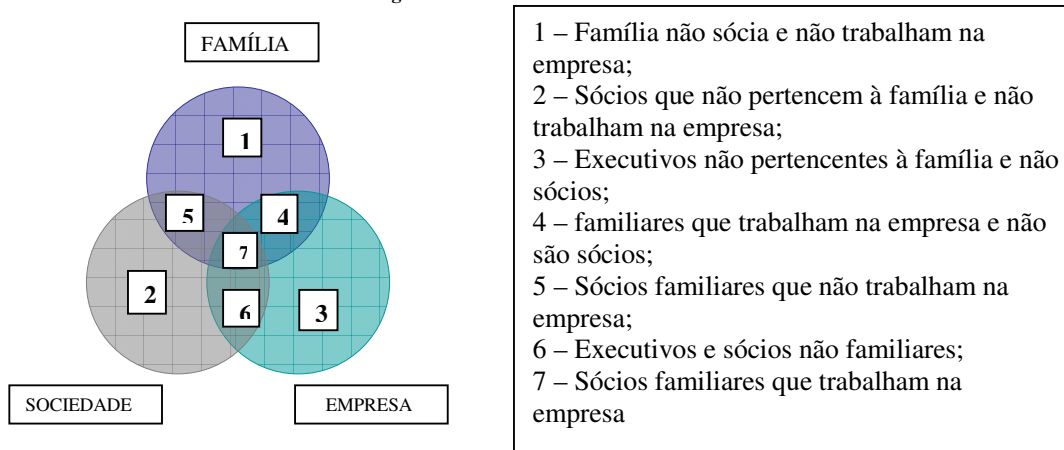 FAMÍLIA
1
5
4
7
2
6
3
SOCIEDADE
EMPRESA
1 – Família não sócia e não trabalham na
empresa;
2 – Sócios que não pertencem à família e não
trabalham na empresa;
3 – Executivos não pertencentes à família e não
sócios;
4 – familiares que trabalham na empresa e não
são sócios;
5 – Sócios familiares que não trabalham na
empresa;
6 – Executivos e sócios não familiares;
7 – Sócios familiares que trabalham na
empresa